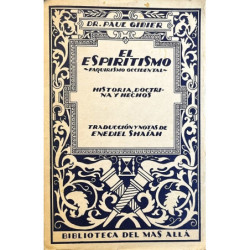 DR. PAUL GIBIER
EL
ESPIRITISMO
~FAQUIRISMO OCCIDENTAL~
HISTORIA, DOCTRI-
NA Y HECHOS
TRADUCCIÓN Y NOTAS DE
ENEDIEL SHAIAH
BIBLIOTECA DEL MAS ALLÁ